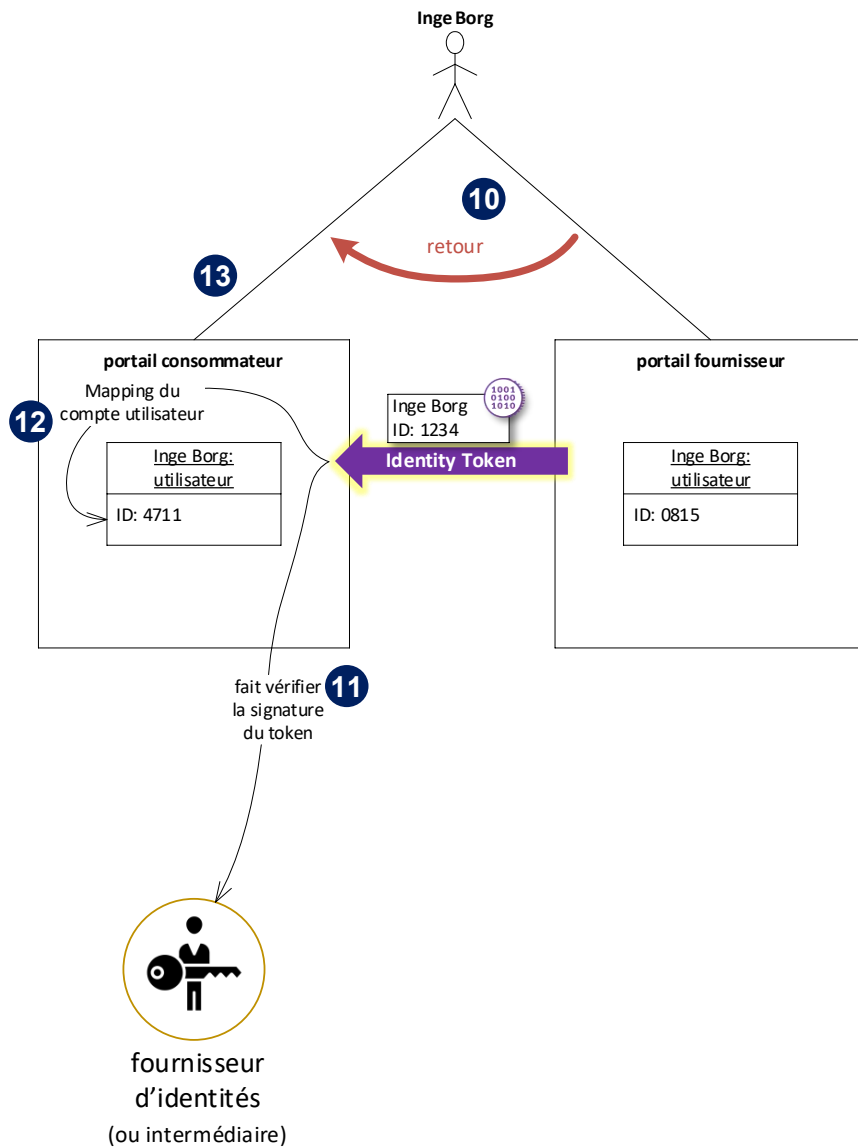 Inge Borg
10
retour
13
portail consommateur
portail fournisseur
Mapping du
compte utilisateur
12
1001
0100
1010
Inge Borg
ID: 1234
Identity Token
Inge Borg:
utilisateur
ID: 4711
Inge Borg:
utilisateur
ID: 0815
fait vérifier
la signature
du token
11
fournisseur
d’identités
(ou intermédiaire)